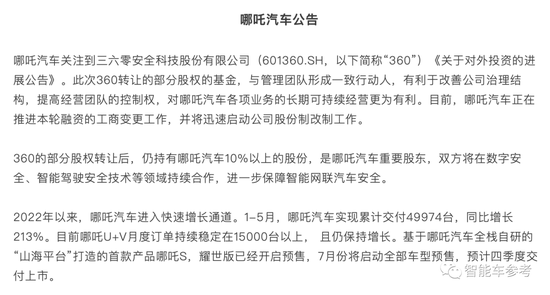 哪吒汽车公告
哪吒汽车关注到三六零安全科技股份有限公司（601360.SH，以下简称“360”）《关于对外投资的进
展公告》。此次360转让的部分股权的基金，与管理团队形成一致行动人，有利于改善公司治理结
构，提高经营团队的控制权，对哪吒汽车各项业务的长期可持续经营更为有利。目前，哪吒汽车正在
推进本轮融资的工商变更工作，并将迅速启动公司股份制改制工作。
360的部分股权转让后，仍持有哪吒汽车10%以上的股份，是哪吒汽车重要股东，双方将在数字安
全、智能驾驶安全技术等领域持续合作，进一步保障智能网联汽车安全。
2022年以来，哪吒汽车进入快速增长通道。1-5月，哪吒汽车实现累计交付49974台，同比增长
213%。目前哪吒U+V月度订单持续稳定在15000台以上， 且仍保持增长。基于哪吒汽车全栈自研的
“山海平台”打造的首款产品哪吒S，耀世版已经开启预售，7月份将启动全部车型预售，预计四季度交
付上市。
智能车参考